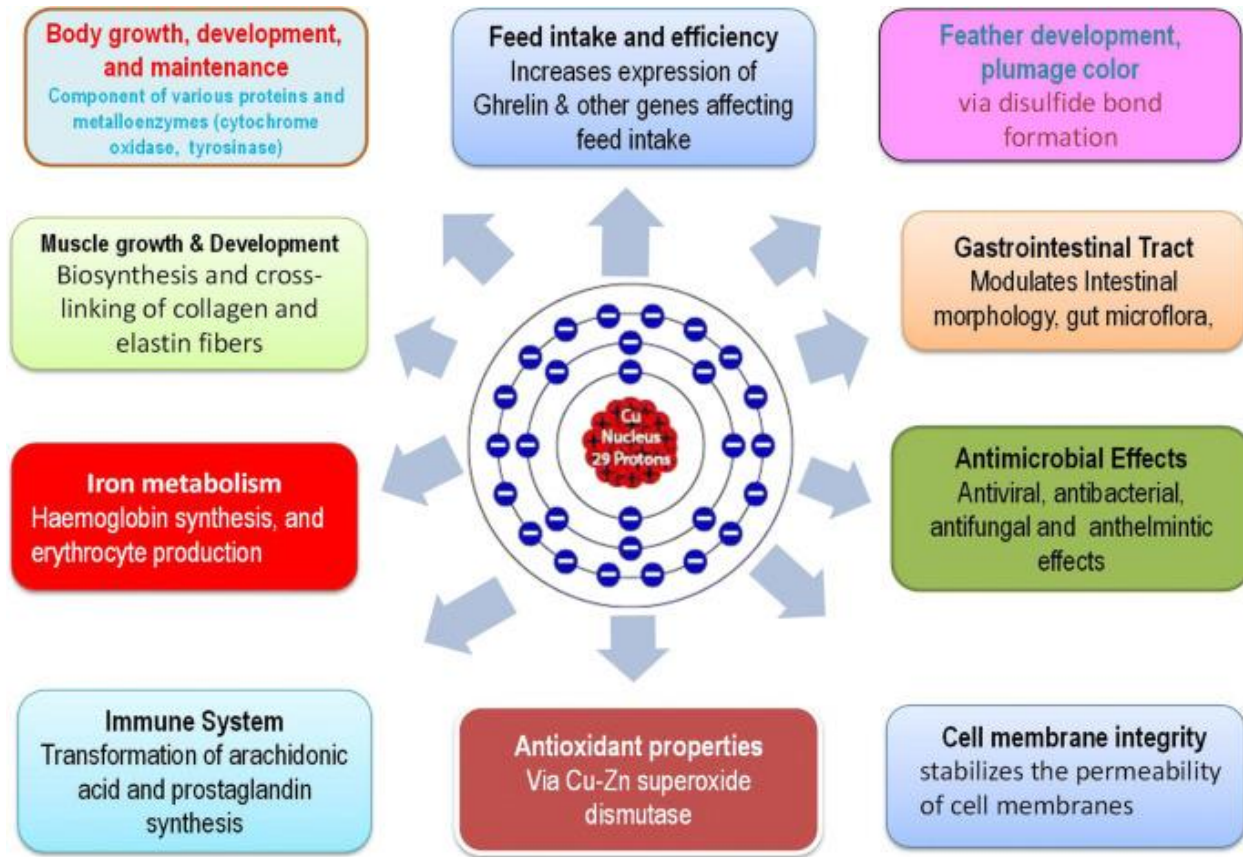 Body growth, development,
and maintenance
Component of various proteins and
metalloenzymes (cytochrome
oxidase, tyrosinase)
Feed intake and efficiency
Increases expression of
Ghrelin & other genes affecting
feed intake
Feather development,
plumage color
via disulfide bond
formation
Muscle growth & Development
Biosynthesis and cross-
linking of collagen and
elastin fibers
Gastrointestinal Tract
Modulates Intestinal
morphology, gut microflora,
Cu
Nucleus
29 Protons
Iron metabolism
Haemoglobin synthesis, and
erythrocyte production
Antimicrobial Effects
Antiviral, antibacterial,
antifungal and anthelmintic
effects
Immune System
Transformation of arachidonic
acid and prostaglandin
synthesis
Antioxidant properties
Via Cu-Zn superoxide
dismutase
Cell membrane integrity
stabilizes the permeability
of cell membranes